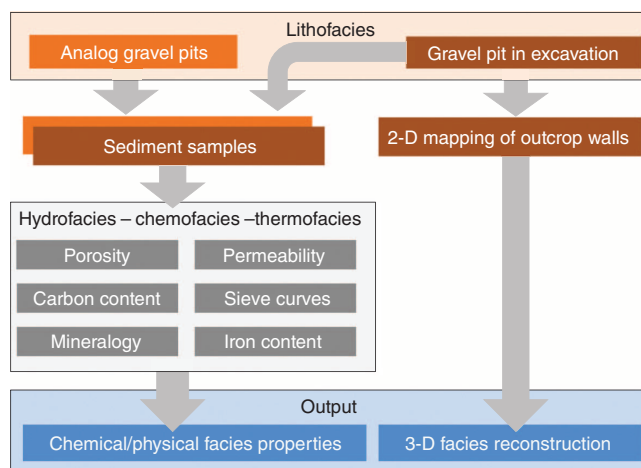 Lithofacies
Analog gravel pits
Gravel pit in excavation
Sediment samples
2-D mapping of outcrop walls
Hydrofacies – chemofacies –thermofacies
Porosity
Permeability
Carbon content
Sieve curves
Mineralogy
Iron content
Output
Chemical/physical facies properties
3-D facies reconstruction